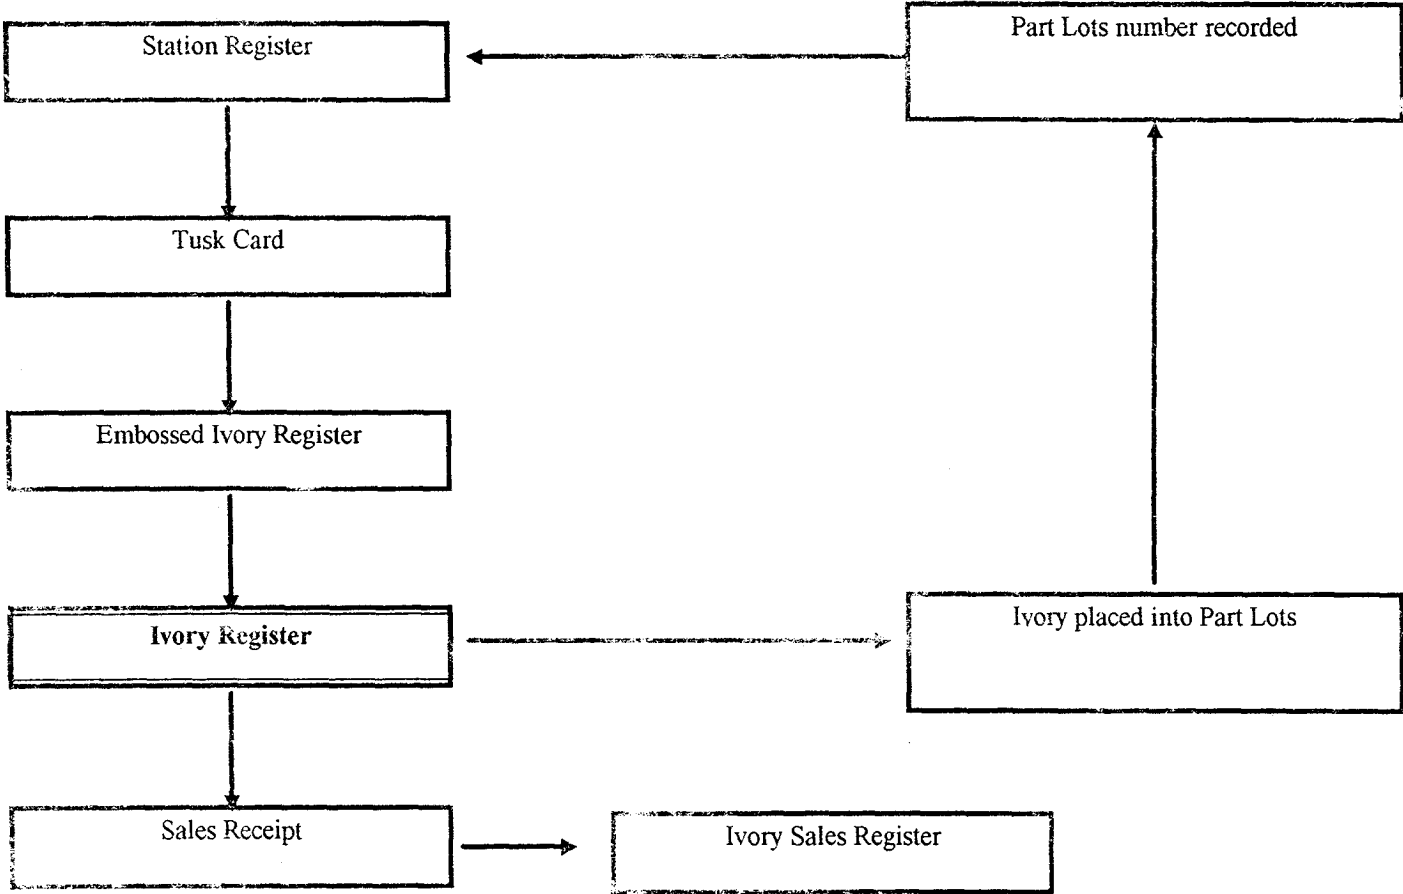 Station Register
Part Lots number recorded
Tusk Card
Embossed Ivory Register
Ivory Register
Ivory placed into Part Lots
Sales Receipt
Ivory Sales Register